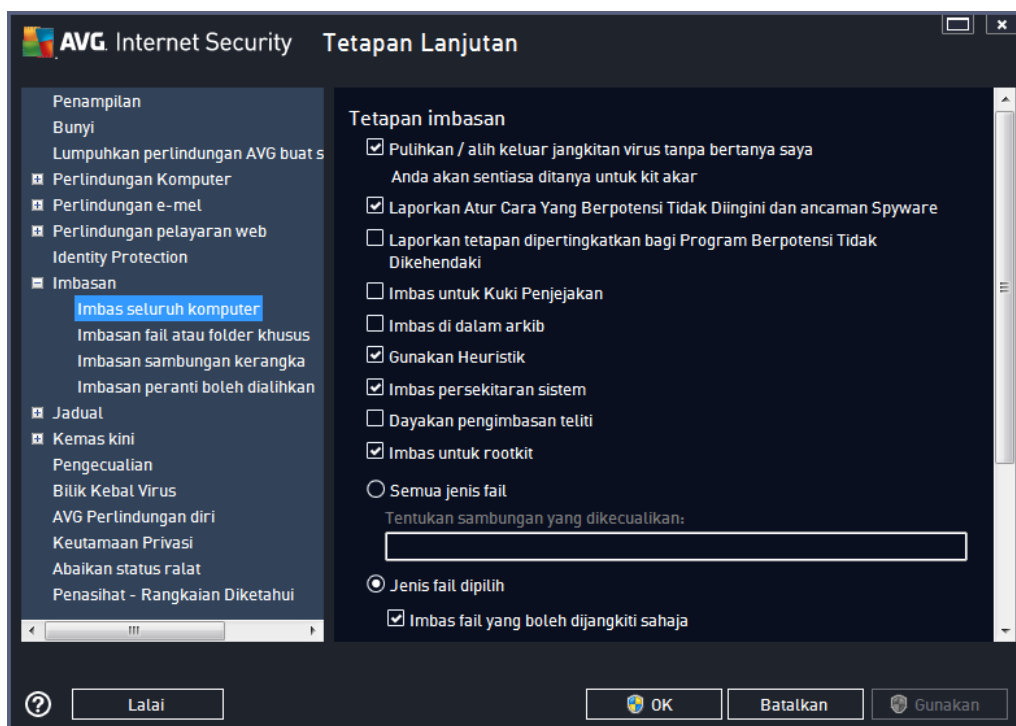 AVG. Internet Security Tetapan Lanjutan
Penampilan
Bunyi
Lumpuhkan perlindungan AVG buat s
Perlindungan Komputer
Perlindungan e-mel
Perlindungan pelayaran web
Identity Protection
Imbasan
Imbas seluruh komputer
Imbasan fail atau folder khusus
Imbasan sambungan kerangka
Imbasan peranti boleh dialihkan
Jadual
Kemas kini
Pengecualian
Bilik Kebal Virus
AVG Perlindungan diri
Keutamaan Privasi
Abaikan status ralat
Penasihat - Rangkaian Diketahui
Tetapan imbasan
Pulihkan / alih keluar jangkitan virus tanpa bertanya saya
Anda akan sentiasa ditanya untuk kit akar
Laporkan Atur Cara Yang Berpotensi Tidak Diingini dan ancaman Spyware
Laporkan tetapan dipertingkatkan bagi Program Berpotensi Tidak
Dikehendaki
Imbas untuk Kuki Penjejakan
Imbas di dalam arkib
Gunakan Heuristik
Imbas persekitaran sistem
Dayakan pengimbasan teliti
Imbas untuk rootkit
Semua jenis fail
Tentukan sambungan yang dikecualikan:
Jenis fail dipilih
Imbas fail yang boleh dijangkiti sahaja
Lalai
OK
Batalkan
Gunakan